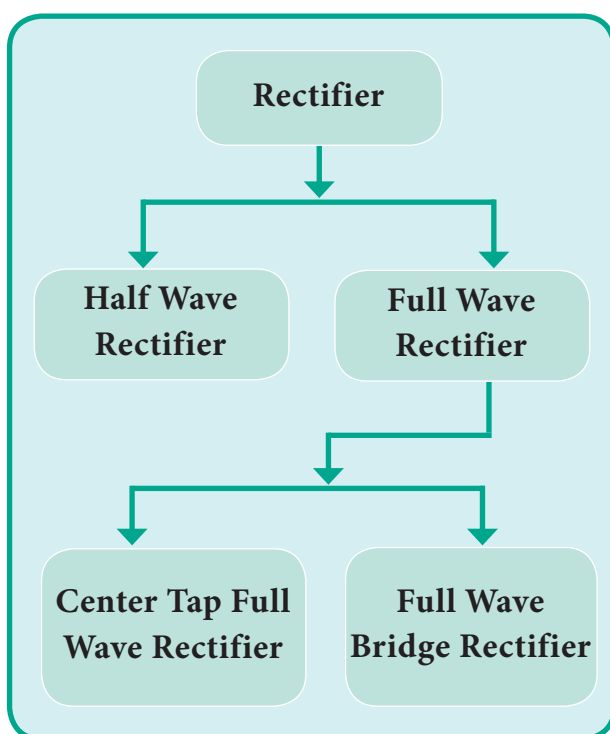 Rectifier
Half Wave
Rectifier
Full Wave
Rectifier
Center Tap Full
Wave Rectifier
Full Wave
Bridge Rectifier